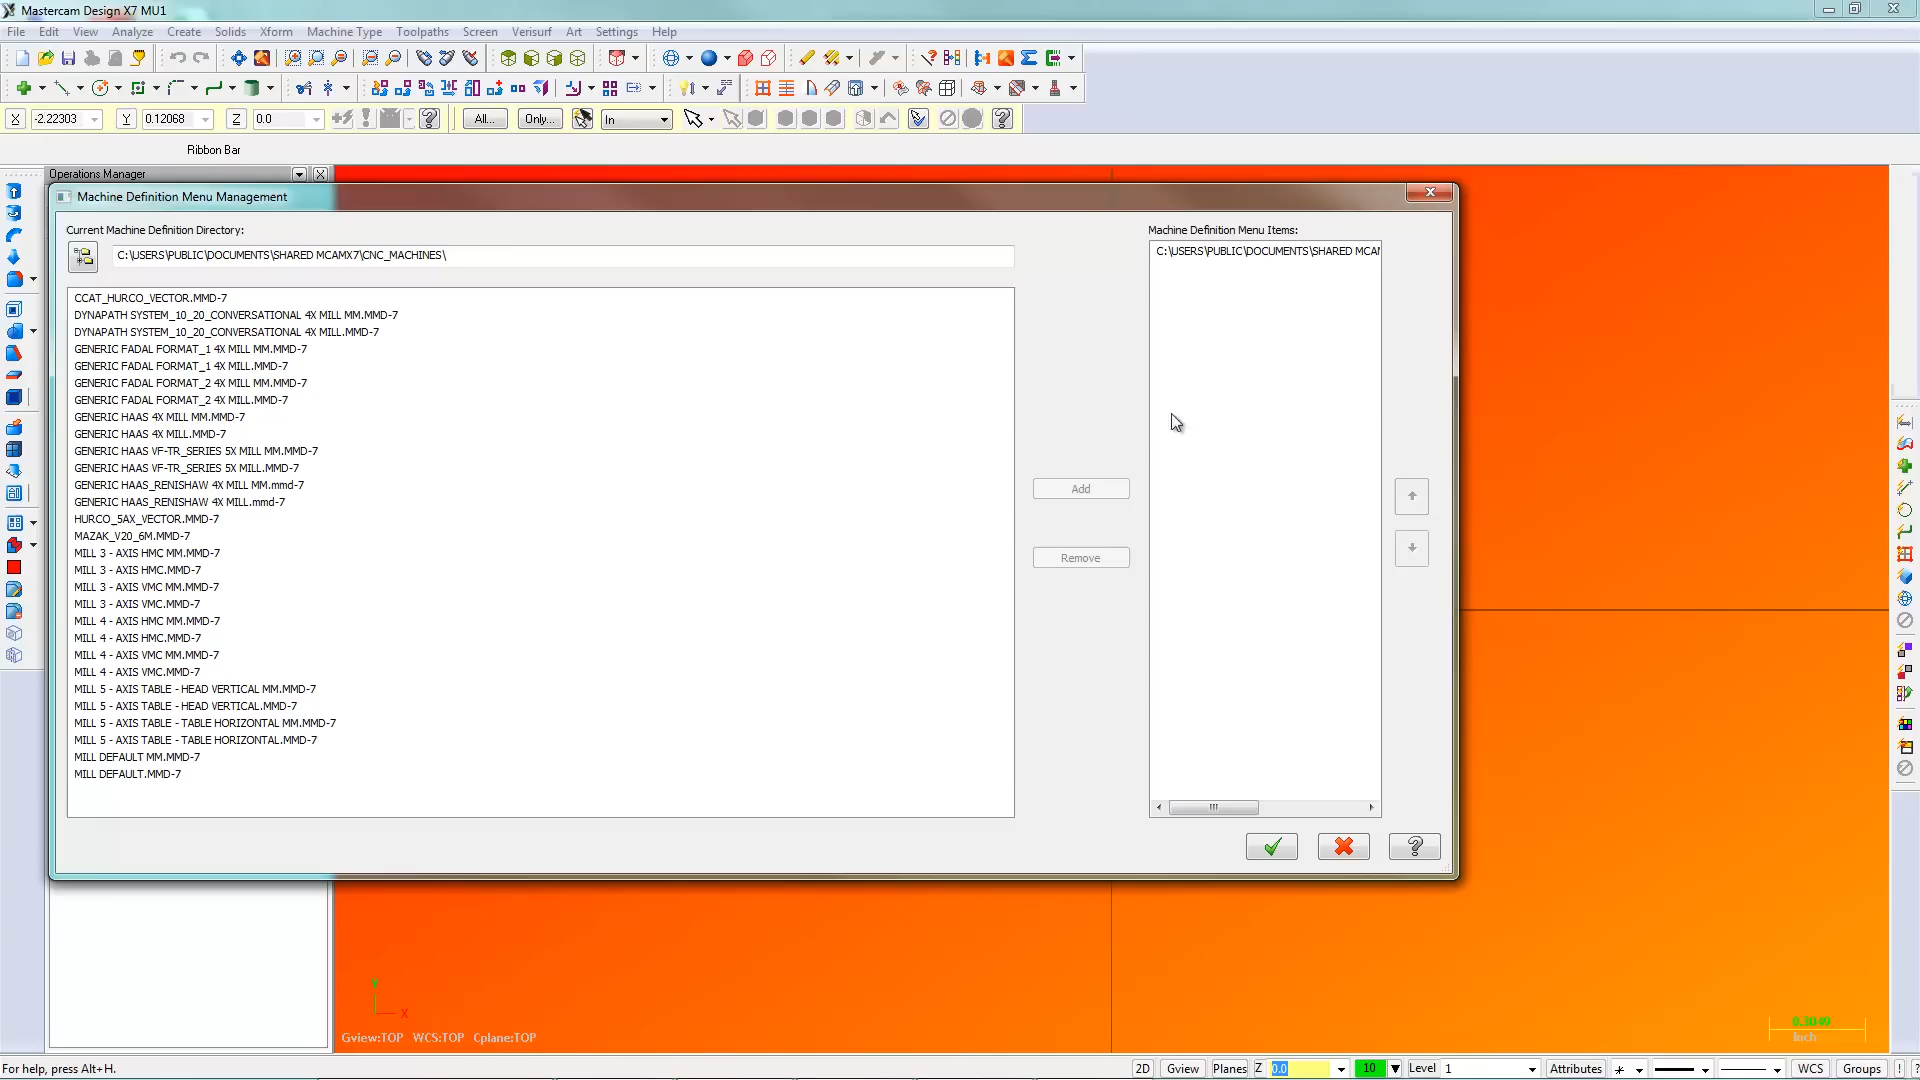 Mastercam Design X7 MU1
File Edit View Analyze Create Solids Xform Machine Type Toolpaths Screen Verisurf Art Settings Help
X -2.22303 Y 0.12068 Z 0.0 All... Only... In
Ribbon Bar
Operations Manager
Machine Definition Menu Management
Current Machine Definition Directory:
C:\USERS\PUBLIC\DOCUMENTS\SHARED MCAMX7\CNC_MACHINES\
CCAT_HURCO_VECTOR.MMD-7
DYNAPATH SYSTEM_10_20_CONVERSATIONAL 4X MILL MM.MMD-7
DYNAPATH SYSTEM_10_20_CONVERSATIONAL 4X MILL.MMD-7
GENERIC FADAL FORMAT_1 4X MILL MM.MMD-7
GENERIC FADAL FORMAT_1 4X MILL.MMD-7
GENERIC FADAL FORMAT_2 4X MILL MM.MMD-7
GENERIC FADAL FORMAT_2 4X MILL.MMD-7
GENERIC HAAS 4X MILL MM.MMD-7
GENERIC HAAS 4X MILL.MMD-7
GENERIC HAAS VF-TR_SERIES 5X MILL MM.MMD-7
GENERIC HAAS VF-TR_SERIES 5X MILL.MMD-7
GENERIC HAAS_RENISHAW 4X MILL MM.mmd-7
GENERIC HAAS_RENISHAW 4X MILL.mmd-7
HURCO_5AX_VECTOR.MMD-7
MAZAK_V20_6M.MMD-7
MILL 3 - AXIS HMC MM.MMD-7
MILL 3 - AXIS HMC.MMD-7
MILL 3 - AXIS VMC MM.MMD-7
MILL 3 - AXIS VMC.MMD-7
MILL 4 - AXIS HMC MM.MMD-7
MILL 4 - AXIS HMC.MMD-7
MILL 4 - AXIS VMC MM.MMD-7
MILL 4 - AXIS VMC.MMD-7
MILL 5 - AXIS TABLE - HEAD VERTICAL MM.MMD-7
MILL 5 - AXIS TABLE - HEAD VERTICAL.MMD-7
MILL 5 - AXIS TABLE - TABLE HORIZONTAL MM.MMD-7
MILL 5 - AXIS TABLE - TABLE HORIZONTAL.MMD-7
MILL DEFAULT MM.MMD-7
MILL DEFAULT.MMD-7
Add
Remove
Machine Definition Menu Items:
C:\USERS\PUBLIC\DOCUMENTS\SHARED MCAM
Y
X
Gview:TOP WCS:TOP Cplane:TOP
0.3049
Inch
For help, press Alt+H.
2D Gview Planes Z 0.0 10 Level 1 Attributes WCS Groups ! ?